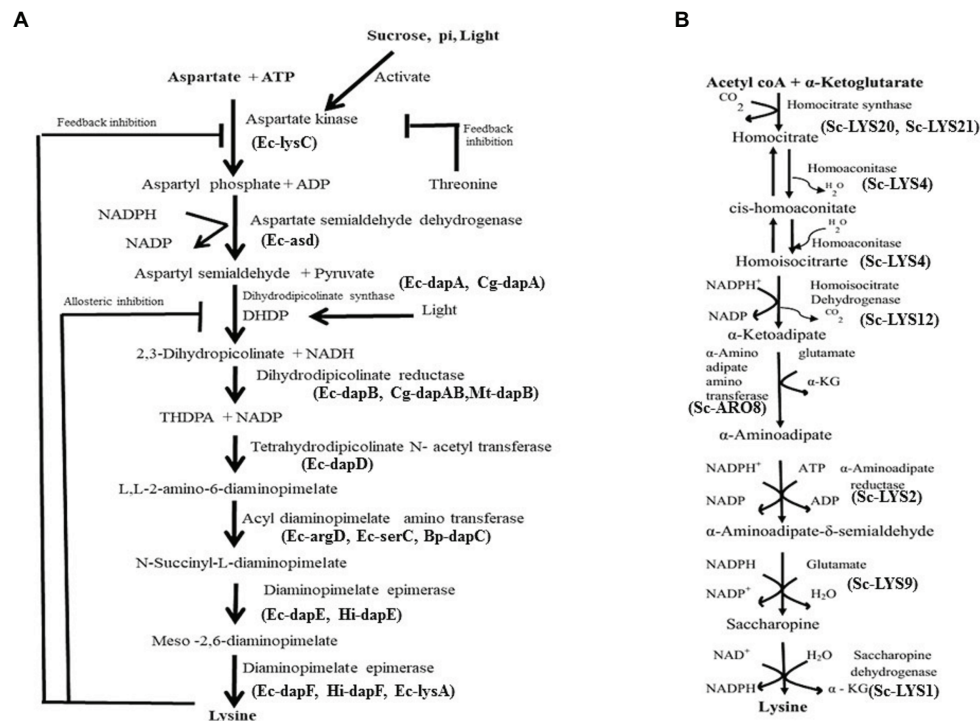 A
Sucrose, pi, Light
Aspartate + ATP
Activate
Feedback inhibition
Aspartate kinase
(Ec-lysC)
Feedback
inhibition
Aspartyl phosphate + ADP
Threonine
NADPH
Aspartate semialdehyde dehydrogenase
NADP
(Ec-asd)
Aspartyl semialdehyde + Pyruvate
(Ec-dapA, Cg-dapA)
Allosteric inhibition
Dihydrodipicolinate synthase
DHDP
Light
2,3-Dihydropicolinate + NADH
Dihydrodipicolinate reductase
(Ec-dapB, Cg-dapAB,Mt-dapB)
THDPA + NADP
Tetrahydrodipicolinate N- acetyl transferase
(Ec-dapD)
L,L-2-amino-6-diaminopimelate
Acyl diaminopimelate amino transferase
(Ec-argD, Ec-serC, Bp-dapC)
N-Succinyl-L-diaminopimelate
Diaminopimelate epimerase
(Ec-dapE, Hi-dapE)
Meso -2,6-diaminopimelate
Diaminopimelate epimerase
(Ec-dapF, Hi-dapF, Ec-lysA)
Lysine
B
Acetyl coA + α-Ketoglutarate
CO2
Homocitrate synthase
(Sc-LYS20, Sc-LYS21)
Homocitrate
Homoaconitase
H2O
(Sc-LYS4)
cis-homoaconitate
H2O
Homoaconitase
Homoisocitrarte
(Sc-LYS4)
NADPH+
Homoisocitrate
Dehydrogenase
NADP
CO2
(Sc-LYS12)
α-Ketoadipate
α-Amino
adipate
amino
transferase
glutamate
α-KG
(Sc-ARO8)
α-Aminoadipate
NADPH+
ATP
α-Aminoadipate
reductase
NADP
ADP
(Sc-LYS2)
α-Aminoadipate-δ-semialdehyde
NADPH
Glutamate
(Sc-LYS9)
NADP+
H2O
Saccharopine
NAD+
H2O
Saccharopine
dehydrogenase
NADPH
α - KG
(Sc-LYS1)
Lysine